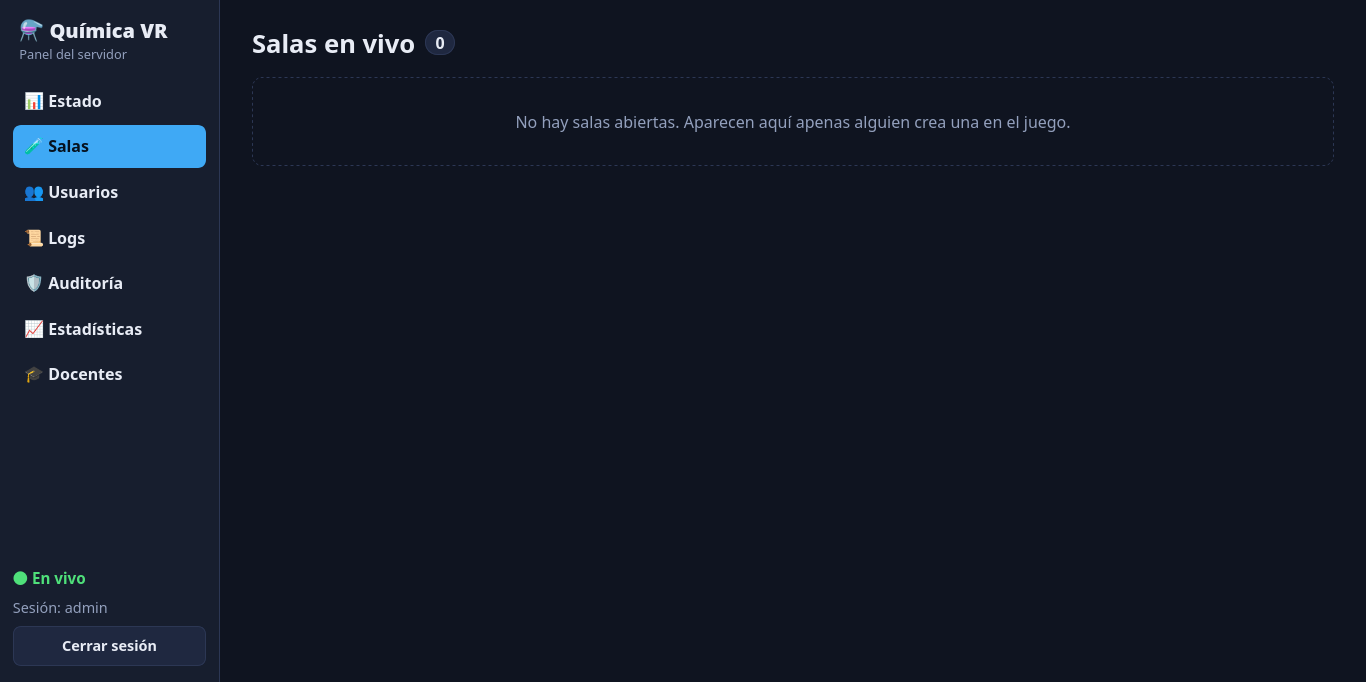 Química VR
Panel del servidor
Estado
Salas
Usuarios
Logs
Auditoría
Estadísticas
Docentes
En vivo
Sesión: admin
Cerrar sesión
Salas en vivo 0
No hay salas abiertas. Aparecen aquí apenas alguien crea una en el juego.